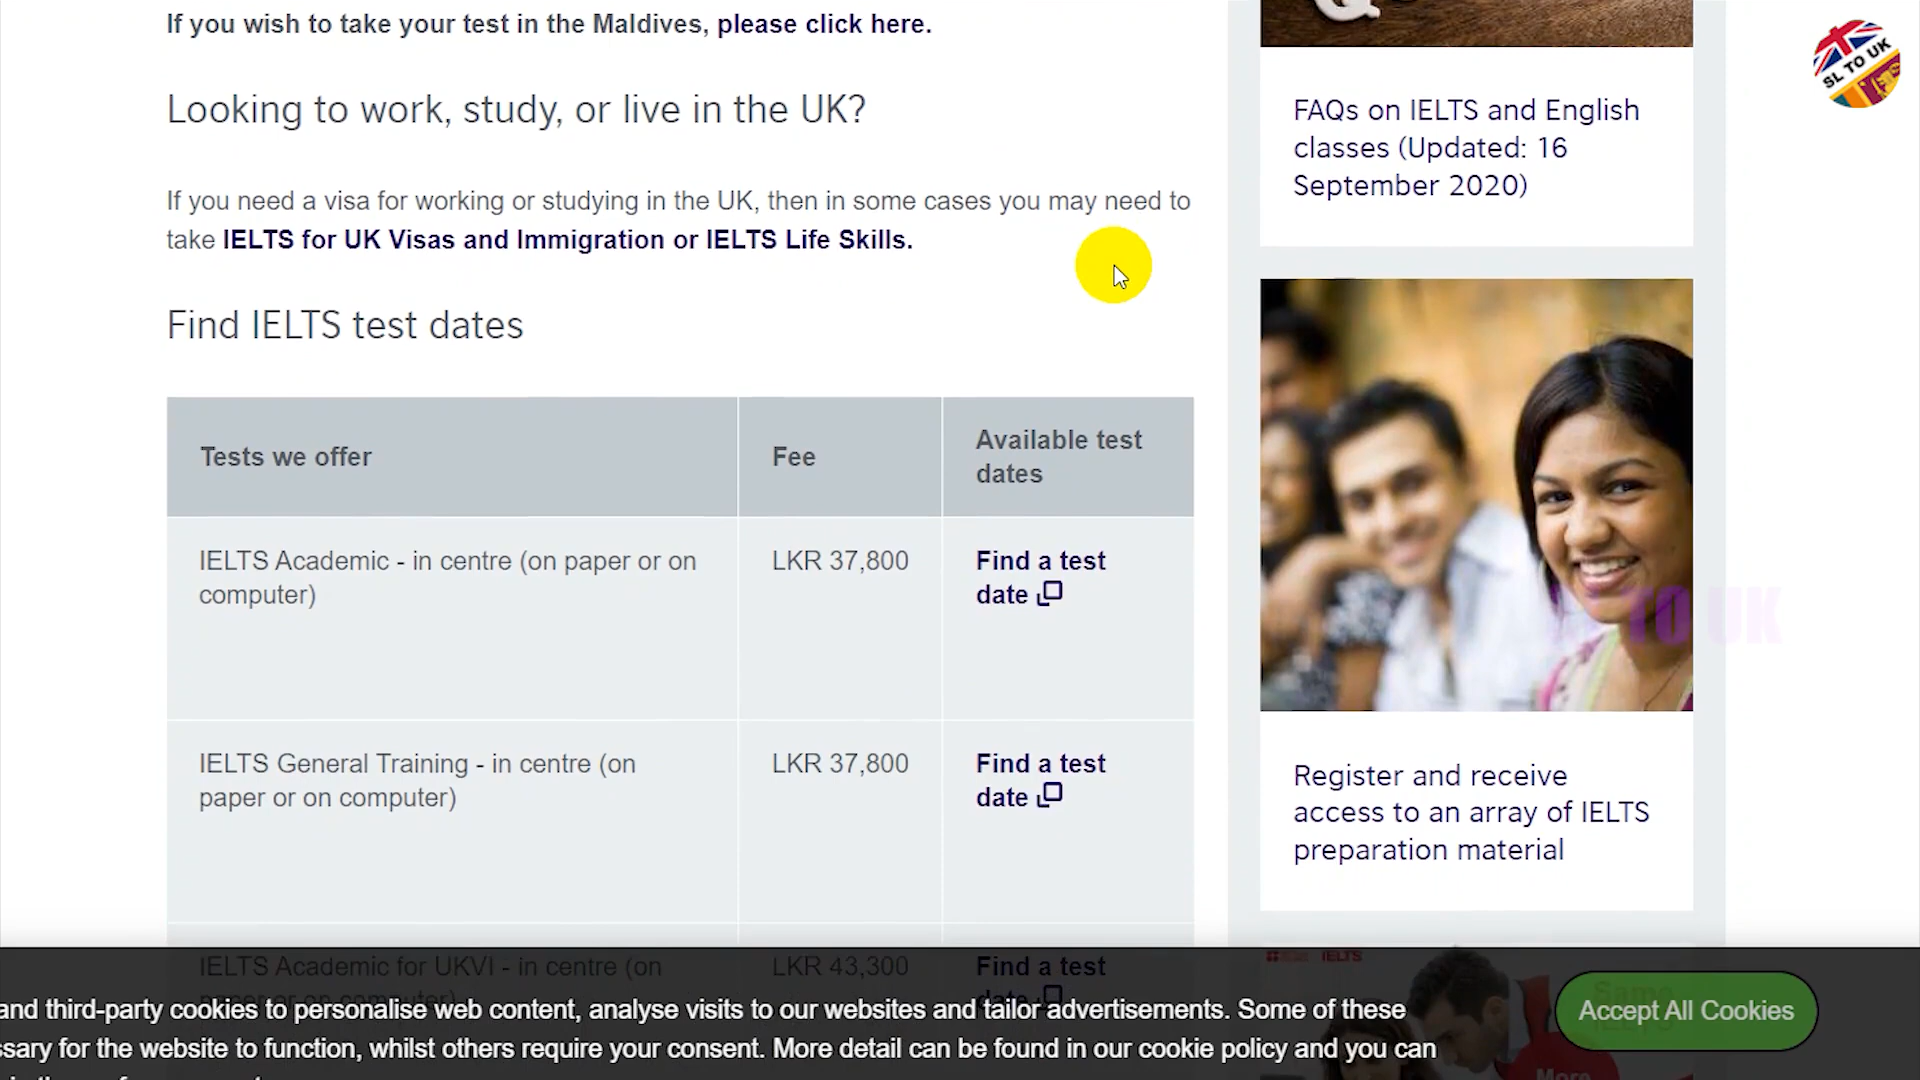 If you wish to take your test in the Maldives, please click here.
Looking to work, study, or live in the UK?
If you need a visa for working or studying in the UK, then in some cases you may need to
take IELTS for UK Visas and Immigration or IELTS Life Skills.
Find IELTS test dates
Tests we offer
Fee
Available test
dates
IELTS Academic - in centre (on paper or on
computer)
LKR 37,800
Find a test
date
IELTS General Training - in centre (on
paper or on computer)
LKR 37,800
Find a test
date
IELTS Academic for UKVI - in centre (on
paper or on computer)
LKR 43,300
Find a test
date
SL TO UK
FAQs on IELTS and English
classes (Updated: 16
September 2020)
TO UK
Register and receive
access to an array of IELTS
preparation material
IELTS
More
and third-party cookies to personalise web content, analyse visits to our websites and tailor advertisements. Some of these
ssary for the website to function, whilst others require your consent. More detail can be found in our cookie policy and you can
Accept All Cookies